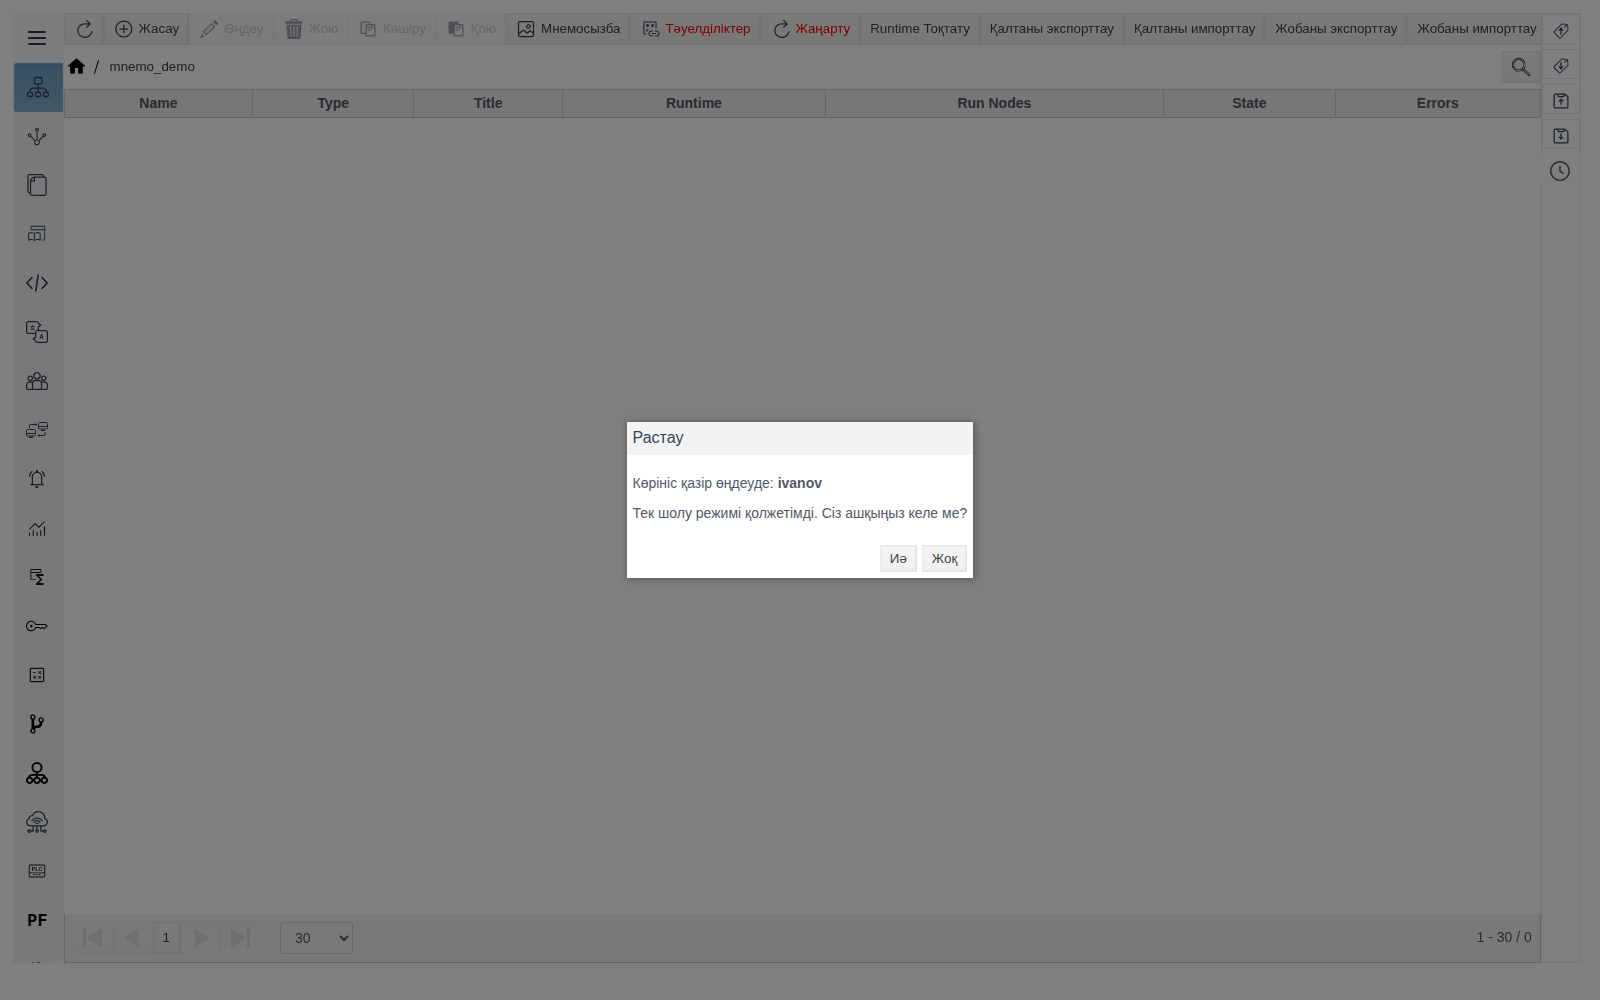 Жасау Өңдеу Жою Көшіру Қою Мнемосызба Тәуелділіктер Жаңарту Runtime Тоқтату Қалтаны экспорттау Қалтаны импорттау Жобаны экспорттау Жобаны импорттау
/ mnemo_demo
Name Type Title Runtime Run Nodes State Errors
Растау
Көрініс қазір өңдеуде: ivanov
Тек шолу режимі қолжетімді. Сіз ашқыңыз келе ме?
Иә Жоқ
PLC
PF
1 30 1 - 30 / 0